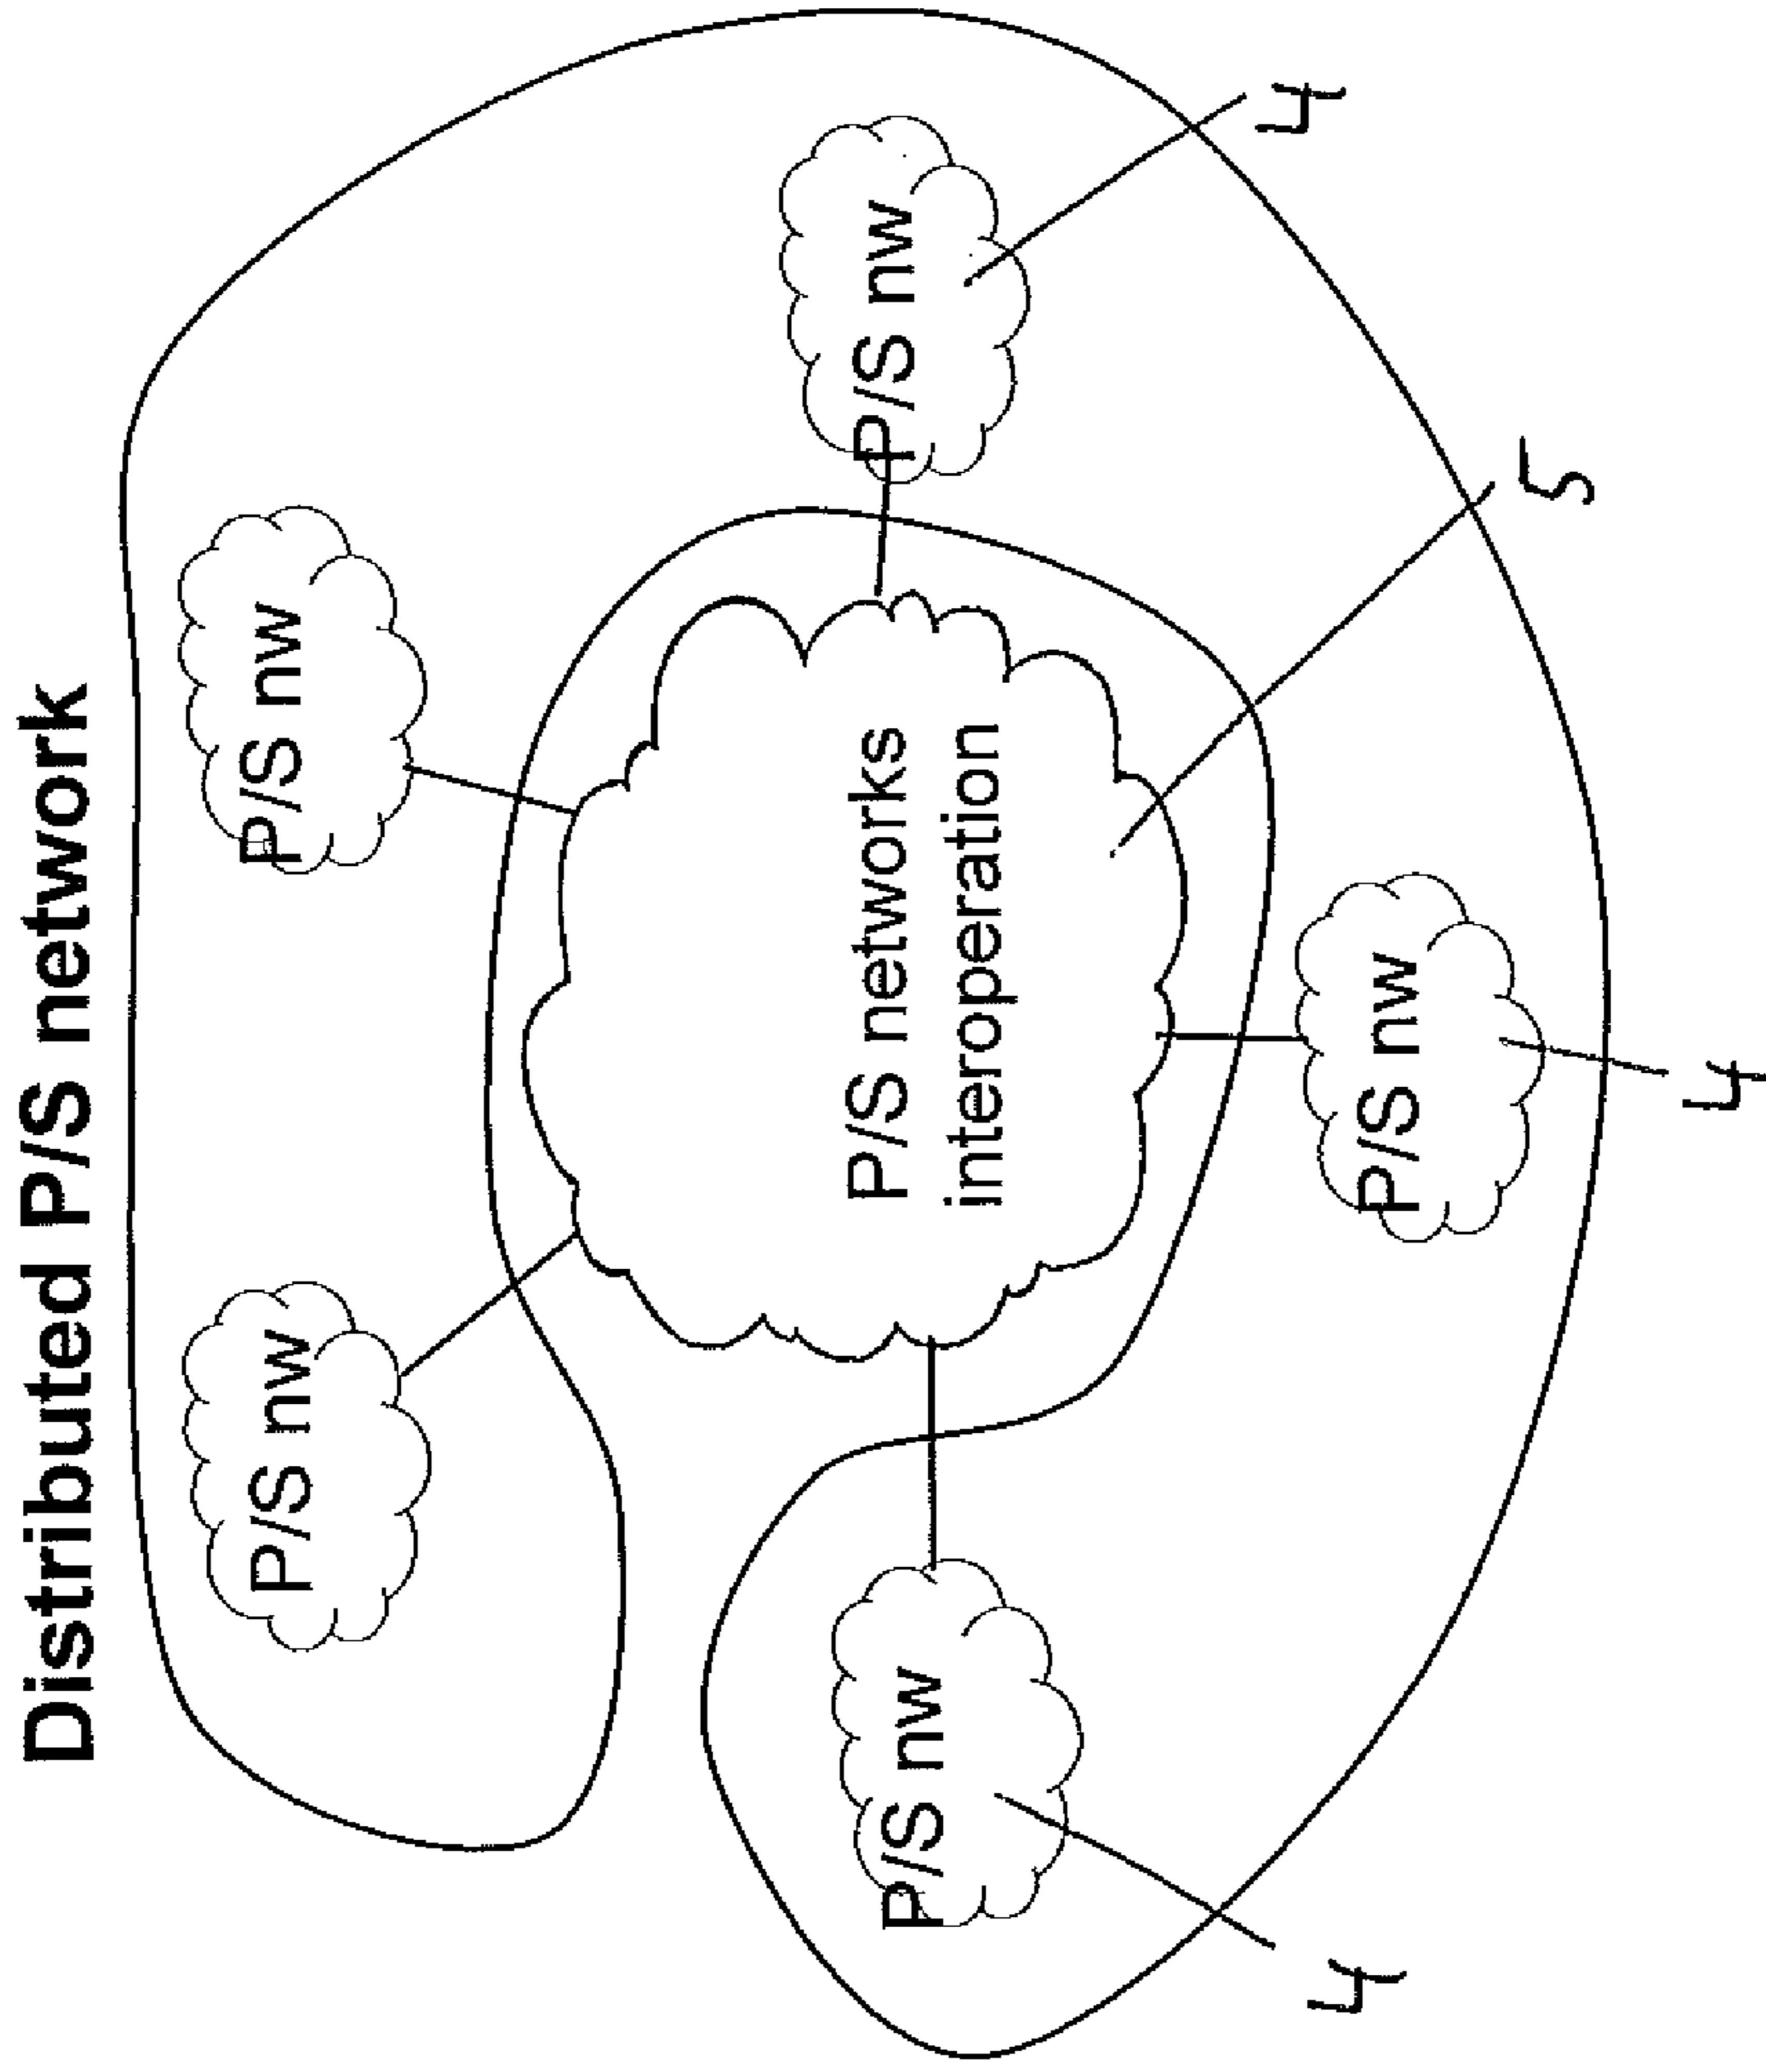 Distributed P/S network
P/S nw
P/S nw
P/S nw
P/S networks
interoperation
P/S nw
P/S nw
4
5
4
4